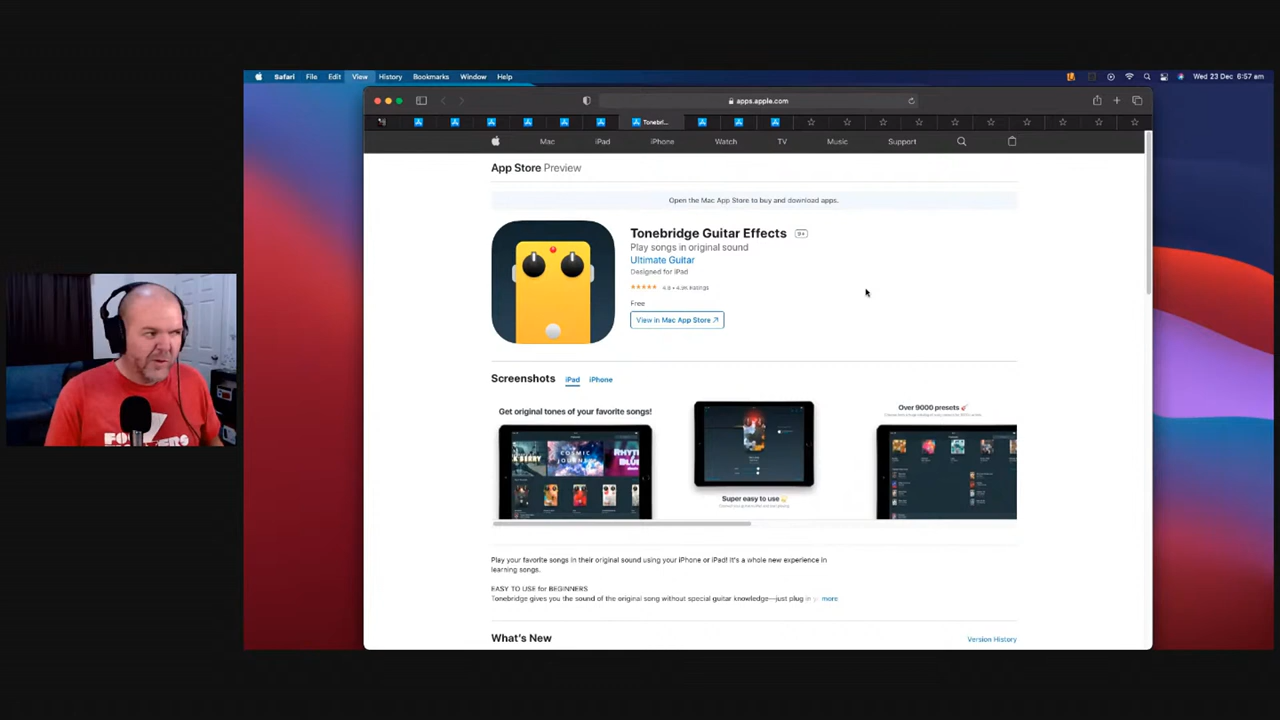 Safari File Edit View History Bookmarks Window Help
Wed 23 Dec 6:57 am
apps.apple.com
Tonebri...
Mac iPad iPhone Watch TV Music Support
App Store Preview
Open the Mac App Store to buy and download apps.
Tonebridge Guitar Effects 9+
Play songs in original sound
Ultimate Guitar
Designed for iPad
Free
View in Mac App Store
Screenshots iPad iPhone
Get original tones of your favorite songs!
Over 9000 presets
COSMIC JOURNEY
Super easy to use
Play your favorite songs in their original sound using your iPhone or iPad! It's a whole new experience in
learning songs.
EASY TO USE for BEGINNERS
Tonebridge gives you the sound of the original song without special guitar knowledge—just plug in more
What's New
Version History